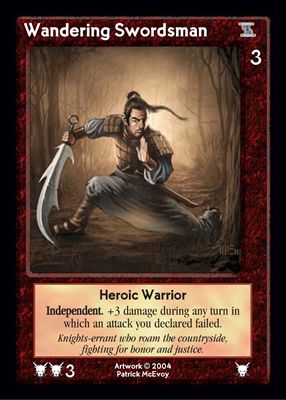 Wandering Swordsman
3
Heroic Warrior
Independent. +3 damage during any turn in
which an attack you declared failed.
Knights-errant who roam the countryside,
fighting for honor and justice.
3
Artwork © 2004
Patrick McEvoy